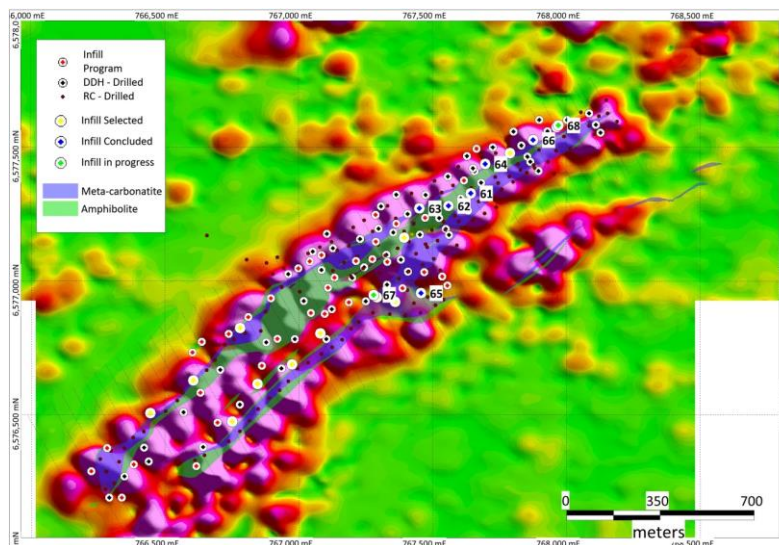 6,000 mE 766,500 mE 767,000 mE 767,500 mE 768,000 mE 768,500 mE
6,578,0
Infill
Program
DDH - Drilled
RC - Drilled
Infill Selected
Infill Concluded
Infill in progress
Meta-carbonatite
Amphibolite
6,577,500 mN
6,577,000 mN
6,576,500 mN
mN
68
66
64
61
63
62
67
65
0 350 700
meters
766,500 mE 767,000 mE 767,500 mE 768,000 mE